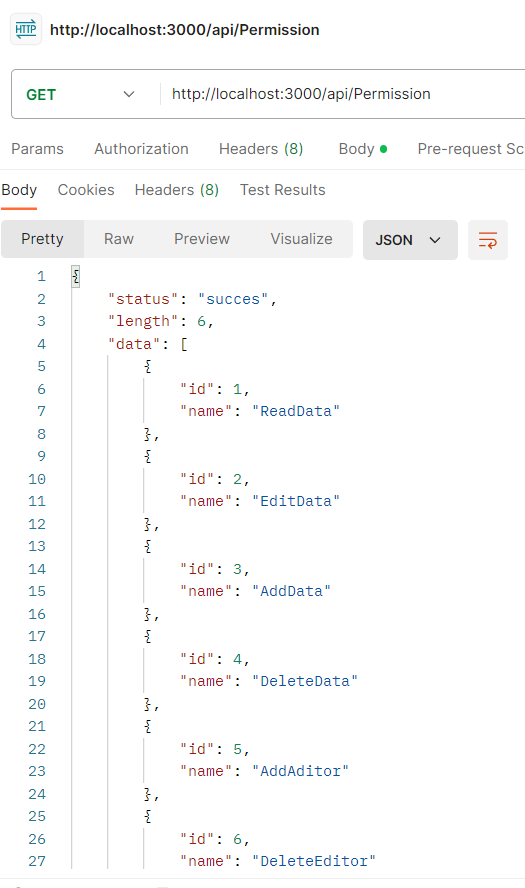 HTTP http://localhost:3000/api/Permission
GET http://localhost:3000/api/Permission
Params Authorization Headers (8) Body Pre-request Sc
Body Cookies Headers (8) Test Results
Pretty Raw Preview Visualize JSON
1 {
2 "status": "succes",
3 "length": 6,
4 "data": [
5 {
6 "id": 1,
7 "name": "ReadData"
8 },
9 {
10 "id": 2,
11 "name": "EditData"
12 },
13 {
14 "id": 3,
15 "name": "AddData"
16 },
17 {
18 "id": 4,
19 "name": "DeleteData"
20 },
21 {
22 "id": 5,
23 "name": "AddAditor"
24 },
25 {
26 "id": 6,
27 "name": "DeleteEditor"